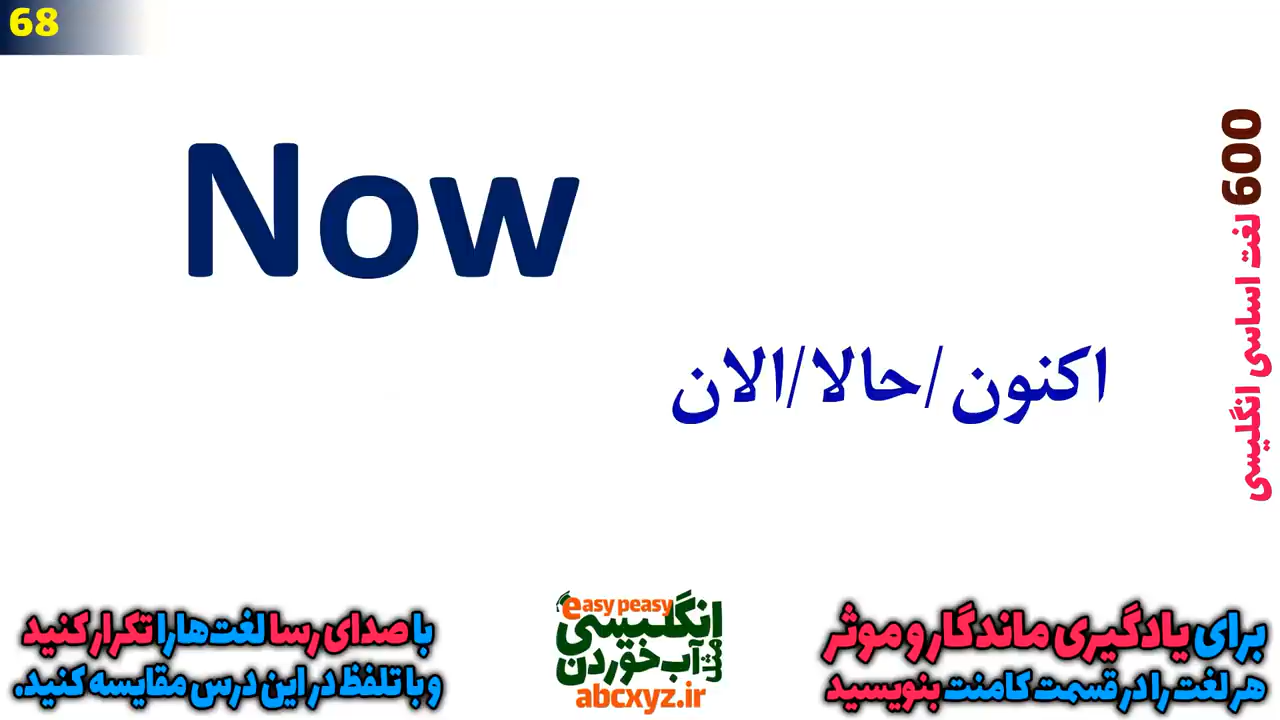 68
Now
اکنون/حالا/الان
600 لغت اساسی انگلیسی
برای یادگیری ماندگار و موثر
هر لغت را در قسمت کامنت بنویسید
easy peasy
انگلیسی
مثل آب خوردن
abcxyz.ir
با صدای رسا لغت‌ها را تکرار کنید
و با تلفظ در این درس مقایسه کنید.